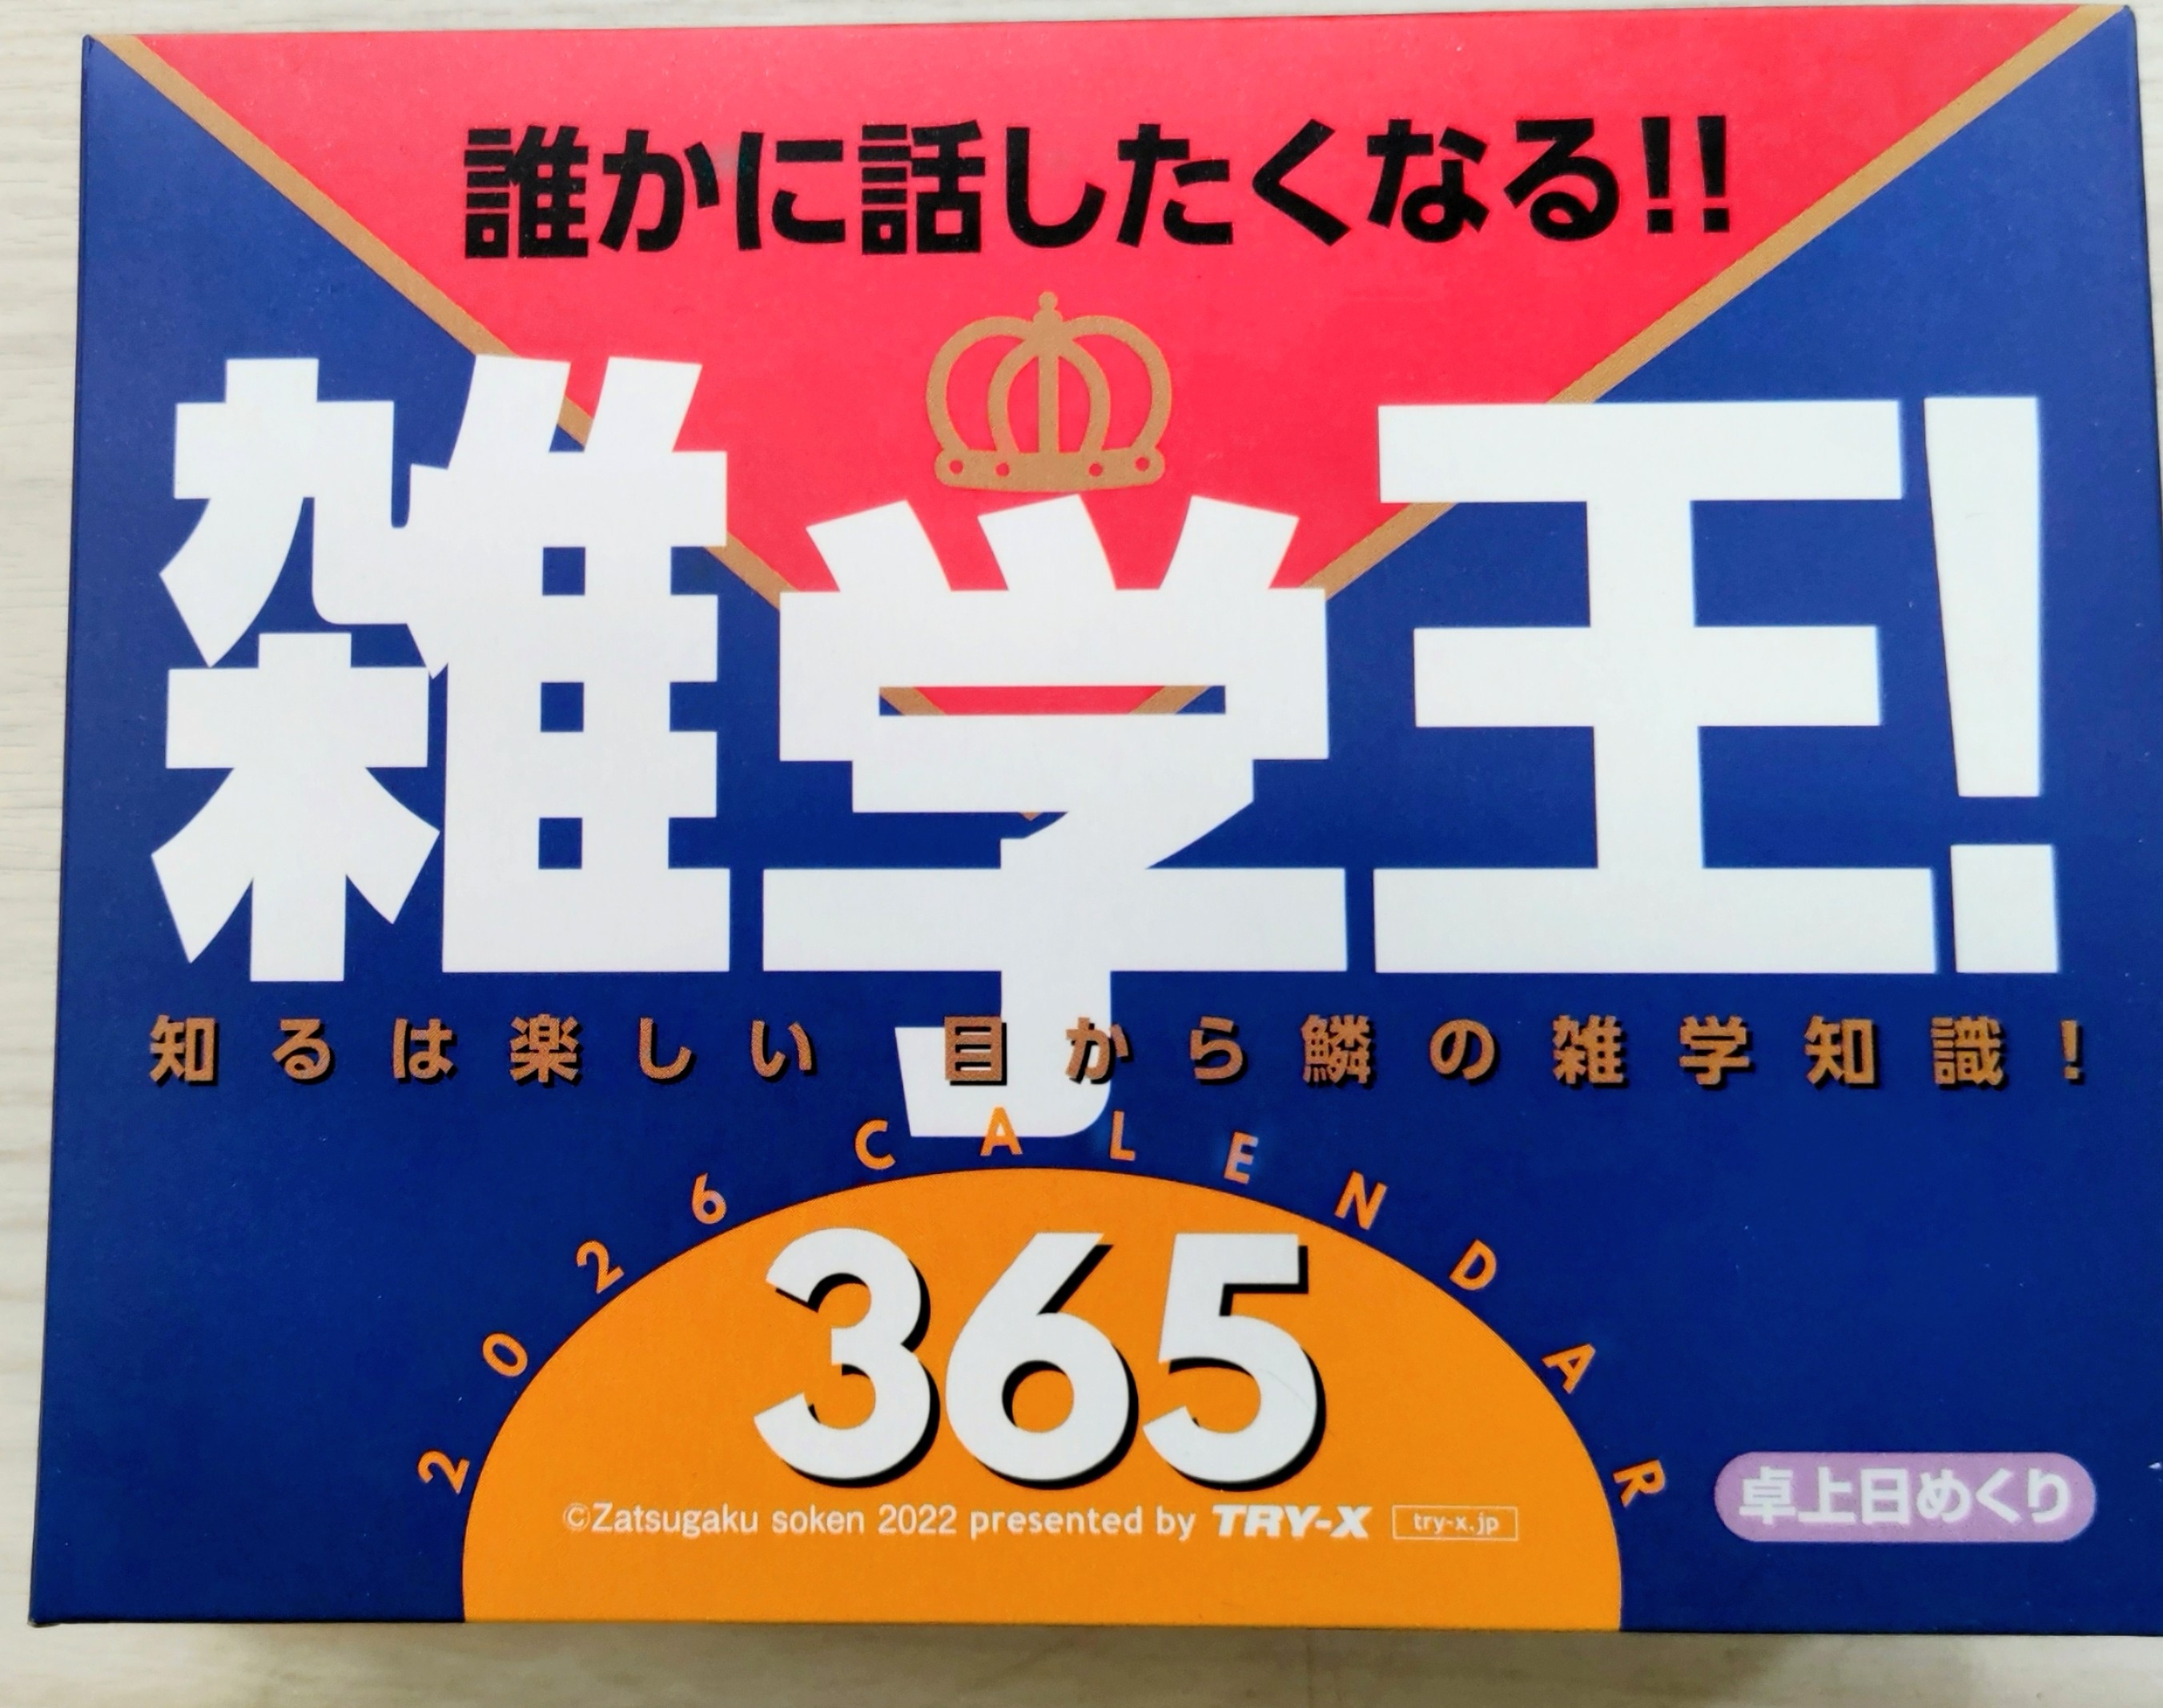 誰かに話したくなる!!
雑学王!
知るは楽しい 目から鱗の雑学知識!
2026 CALENDAR
365
©Zatsugaku soken 2022 presented by TRY-X try-x.jp
卓上日めくり